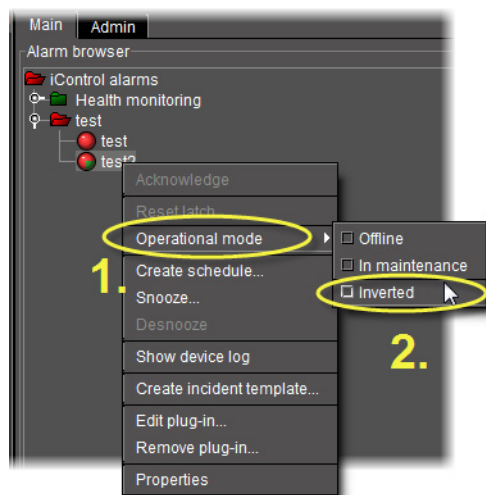 Main Admin
Alarm browser
iControl alarms
Health monitoring
test
test
test2
Acknowledge
Reset latch
Operational mode
Offline
In maintenance
1.
Create schedule...
Inverted
Snooze...
2.
Desnooze
Show device log
Create incident template...
Edit plug-in...
Remove plug-in...
Properties